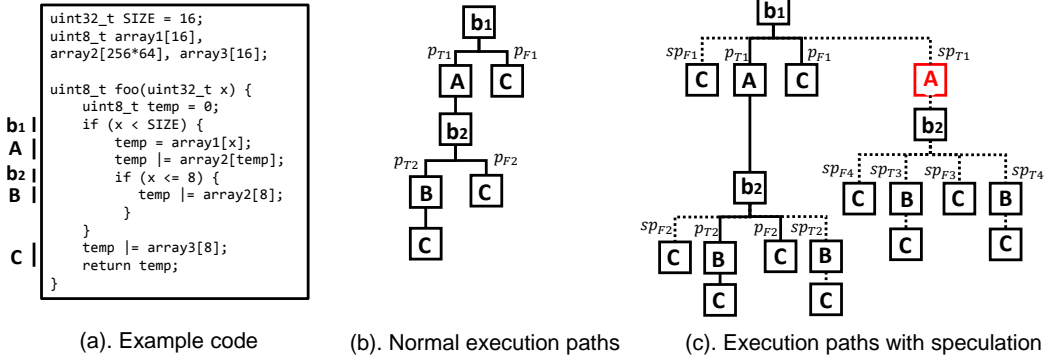 uint32_t SIZE = 16;
uint8_t array1[16],
array2[256*64], array3[16];
uint8_t foo(uint32_t x) {
uint8_t temp = 0;
b1 if (x < SIZE) {
A temp = array1[x];
temp |= array2[temp];
b2 if (x <= 8) {
B temp |= array2[8];
}
}
C temp |= array3[8];
return temp;
}
(a). Example code
b1
pT1 pF1
A C
b2
pT2 pF2
B C
C
(b). Normal execution paths
b1
spF1 pT1 pF1 spT1
C A C A
b2
spF4 spT3 spF3 spT4
C B C B
C C
b2
spF2 pT2 pF2 spT2
C B C B
C C
(c). Execution paths with speculation